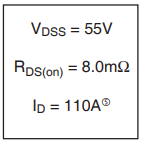 VDSS = 55V
RDS(on) = 8.0mΩ
ID = 110A⑤